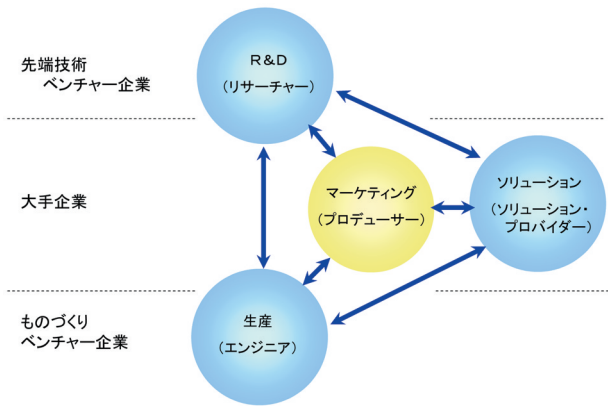 先端技術
ベンチャー企業
R&D
(リサーチャー)
大手企業
マーケティング
(プロデューサー)
ソリューション
(ソリューション・
プロバイダー)
ものづくり
ベンチャー企業
生産
(エンジニア)